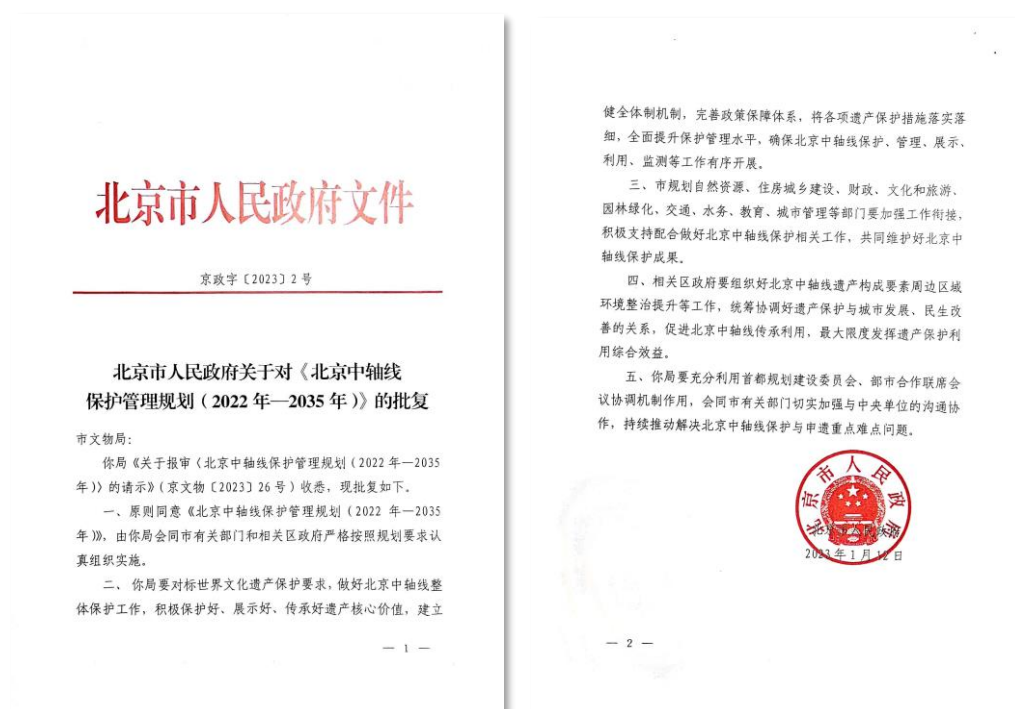 北京市人民政府文件
京政字〔2023〕2号
北京市人民政府关于对《北京中轴线
保护管理规划（2022年—2035年）》的批复
市文物局：
你局《关于报审〈北京中轴线保护管理规划（2022年—2035
年）〉的请示》（京文物〔2023〕26号）收悉，现批复如下。
一、原则同意《北京中轴线保护管理规划（2022 年—2035
年）》，由你局会同市有关部门和相关区政府严格按照规划要求认
真组织实施。
二、你局要对标世界文化遗产保护要求，做好北京中轴线整
体保护工作，积极保护好、展示好、传承好遗产核心价值，建立
— 1 —
健全体制机制，完善政策保障体系，将各项遗产保护措施落实落
细，全面提升保护管理水平，确保北京中轴线保护、管理、展示、
利用、监测等工作有序开展。
三、市规划自然资源、住房城乡建设、财政、文化和旅游、
园林绿化、交通、水务、教育、城市管理等部门要加强工作衔接，
积极支持配合做好北京中轴线保护相关工作，共同维护好北京中
轴线保护成果。
四、相关区政府要组织好北京中轴线遗产构成要素周边区域
环境整治提升等工作，统筹协调好遗产保护与城市发展、民生改
善的关系，促进北京中轴线传承利用，最大限度发挥遗产保护利
用综合效益。
五、你局要充分利用首都规划建设委员会、部市合作联席会
议协调机制作用，会同市有关部门切实加强与中央单位的沟通协
作，持续推动解决北京中轴线保护与申遗重点难点问题。
北京市人民政府
北京市人民政府
2023年1月12日
— 2 —